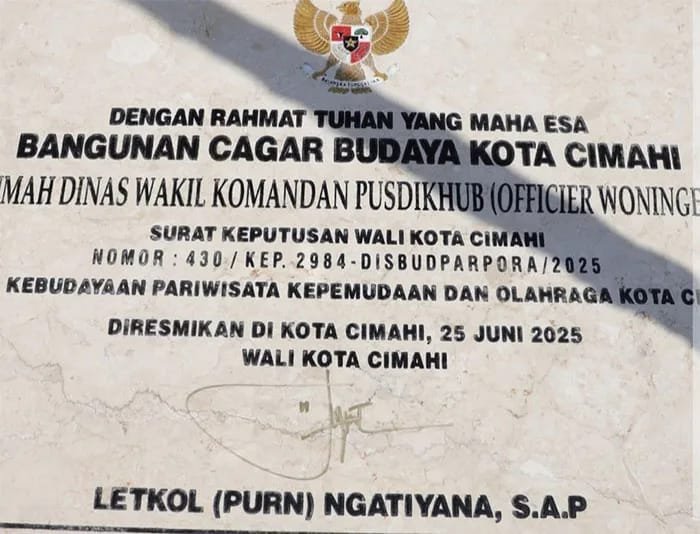 DENGAN RAHMAT TUHAN YANG MAHA ESA
BANGUNAN CAGAR BUDAYA KOTA CIMAHI
MAH DINAS WAKIL KOMANDAN PUSDIKHUB (OFFICIER WONINGE
SURAT KEPUTUSAN WALI KOTA CIMAHI
NOMOR : 430 / KEP. 2984-DISBUDPARPORA/2025
KEBUDAYAAN PARIWISATA KEPEMUDAAN DAN OLAHRAGA KOTA C
DIRESMIKAN DI KOTA CIMAHI, 25 JUNI 2025
WALI KOTA CIMAHI
LETKOL (PURN) NGATIYANA, S.A.P